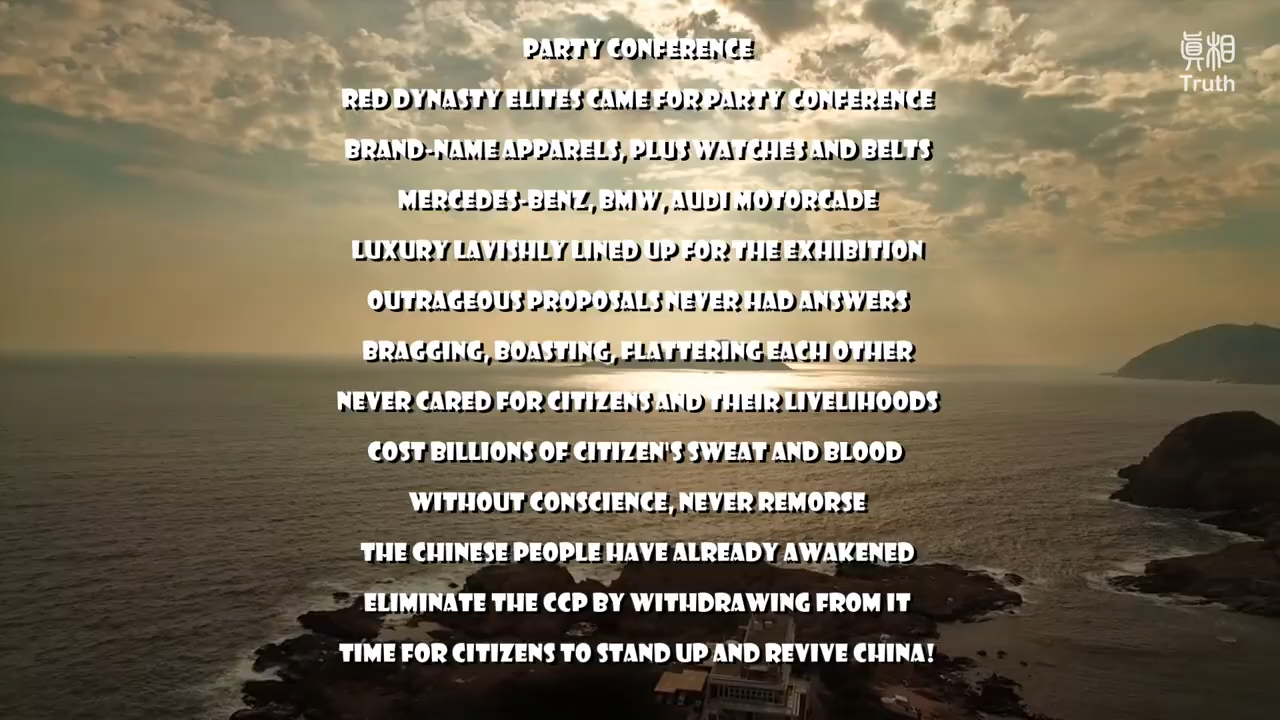 眞相
Truth
PARTY CONFERENCE
RED DYNASTY ELITES CAME FOR PARTY CONFERENCE
BRAND-NAME APPARELS, PLUS WATCHES AND BELTS
MERCEDES-BENZ, BMW, AUDI MOTORCADE
LUXURY LAVISHLY LINED UP FOR THE EXHIBITION
OUTRAGEOUS PROPOSALS NEVER HAD ANSWERS
BRAGGING, BOASTING, FLATTERING EACH OTHER
NEVER CARED FOR CITIZENS AND THEIR LIVELIHOODS
COST BILLIONS OF CITIZEN'S SWEAT AND BLOOD
WITHOUT CONSCIENCE, NEVER REMORSE
THE CHINESE PEOPLE HAVE ALREADY AWAKENED
ELIMINATE THE CCP BY WITHDRAWING FROM IT
TIME FOR CITIZENS TO STAND UP AND REVIVE CHINA!